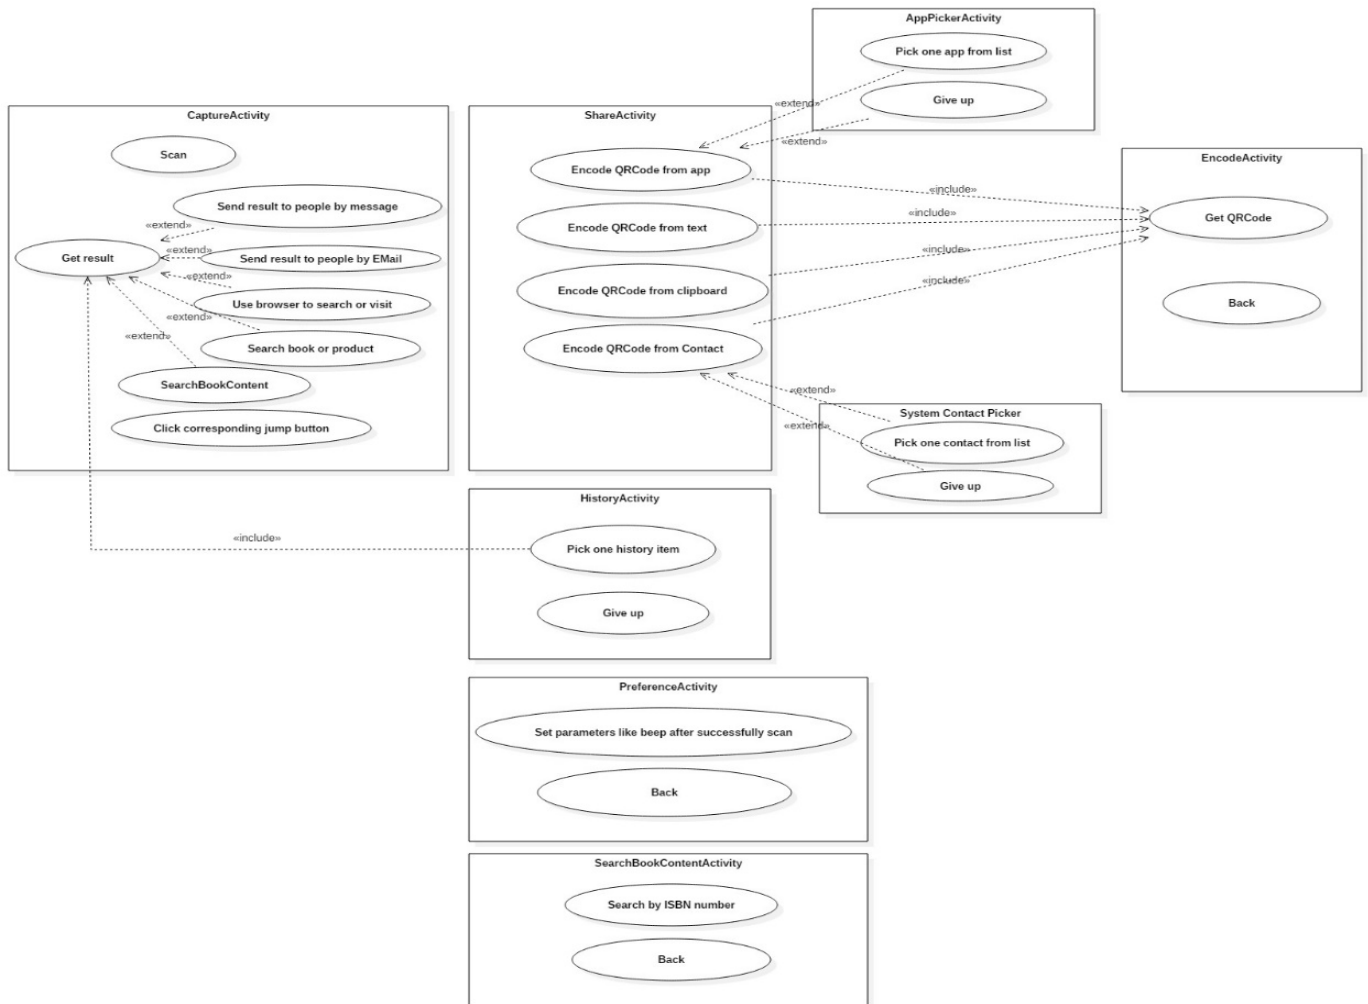 AppPickerActivity
Pick one app from list
Give up
«extend»
«extend»
CaptureActivity
Scan
Send result to people by message
«extend»
Get result
«extend»
Send result to people by EMail
«extend»
Use browser to search or visit
«extend»
«extend»
Search book or product
SearchBookContent
Click corresponding jump button
ShareActivity
Encode QRCode from app
Encode QRCode from text
Encode QRCode from clipboard
Encode QRCode from Contact
«include»
«include»
«include»
«include»
EncodeActivity
Get QRCode
Back
«extend»
«extend»
System Contact Picker
Pick one contact from list
Give up
HistoryActivity
«include»
Pick one history item
Give up
PreferenceActivity
Set parameters like beep after successfully scan
Back
SearchBookContentActivity
Search by ISBN number
Back